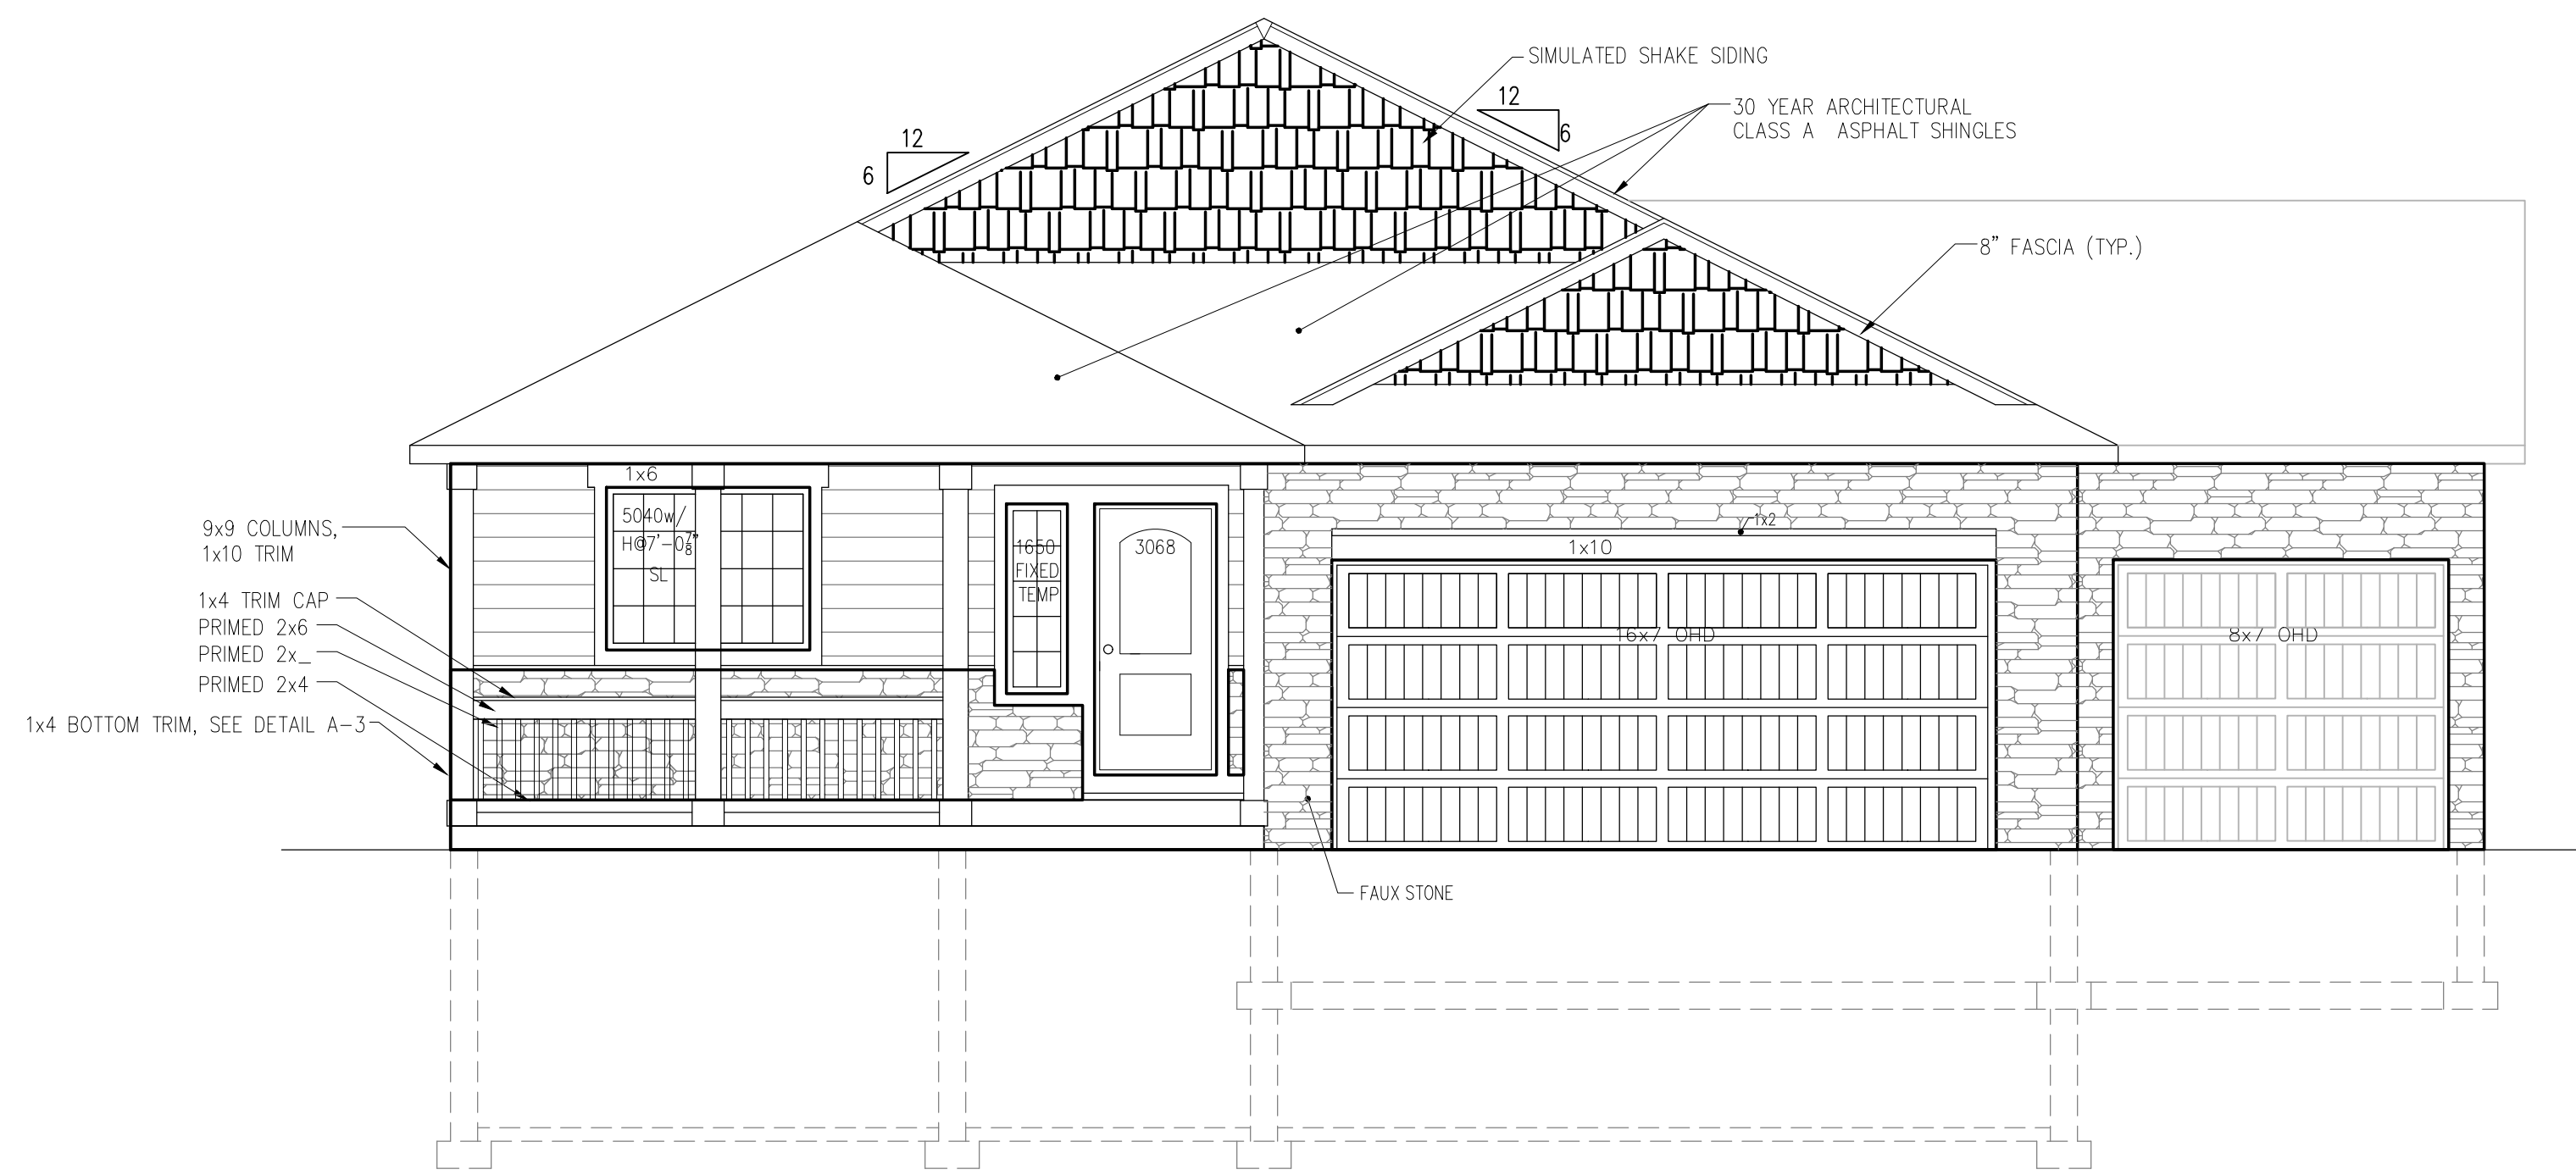 SIMULATED SHAKE SIDING
12
6
30 YEAR ARCHITECTURAL
CLASS A ASPHALT SHINGLES
12
6
8" FASCIA (TYP.)
1x6
5040w/
H@7'-0⅞"
SL
9x9 COLUMNS,
1x10 TRIM
1x4 TRIM CAP
PRIMED 2x6
PRIMED 2x_
PRIMED 2x4
1x4 BOTTOM TRIM, SEE DETAIL A-3
1650
FIXED
TEMP
3068
1x2
1x10
16x7 OHD
8x7 OHD
FAUX STONE